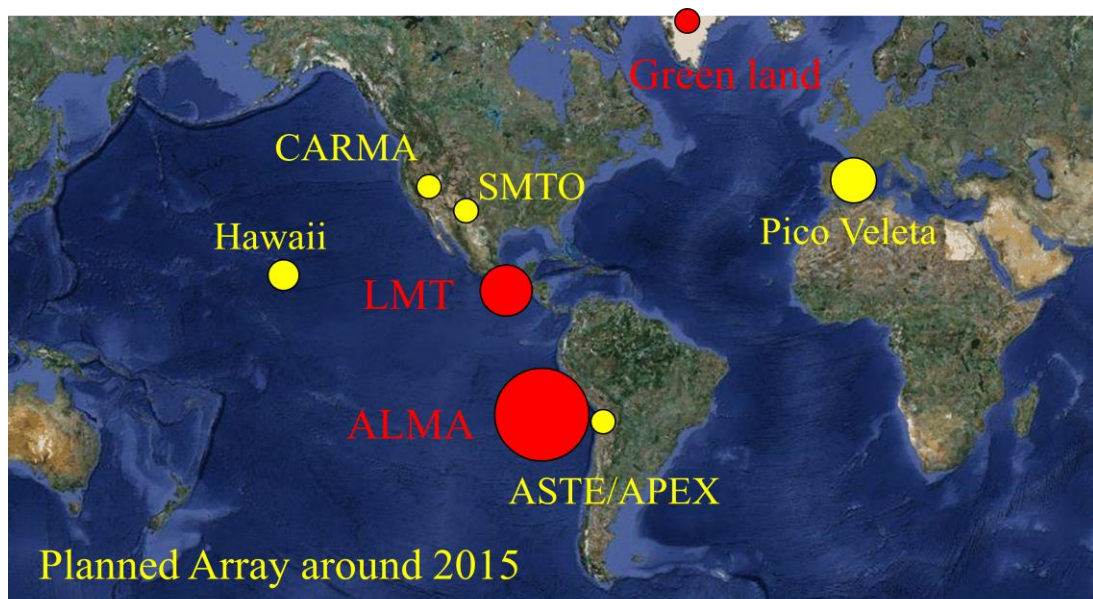 Green land
CARMA
SMTO
Hawaii
Pico Veleta
LMT
ALMA
ASTE/APEX
Planned Array around 2015